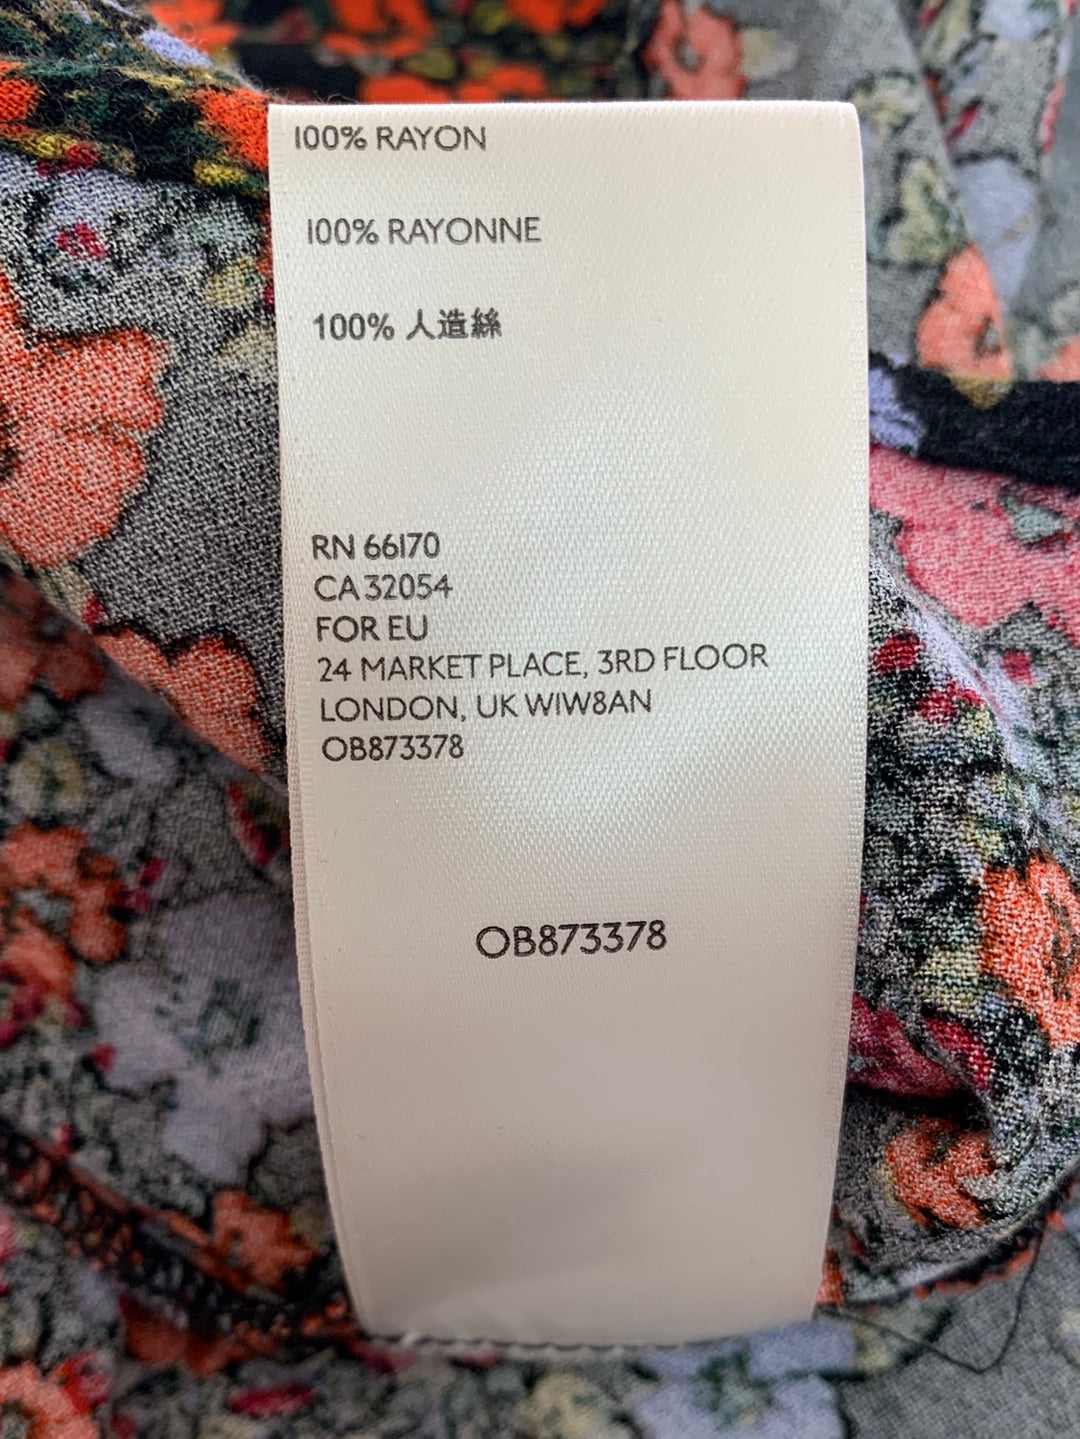 100% RAYON
100% RAYONNE
100% 人造絲
RN 66170
CA 32054
FOR EU
24 MARKET PLACE, 3RD FLOOR
LONDON, UK W1W8AN
OB873378
OB873378